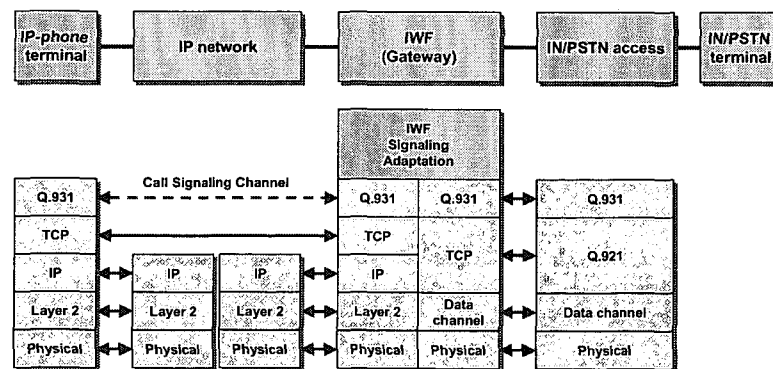 IP-phone terminal
IP network
IWF (Gateway)
IN/PSTN access
IN/PSTN terminal
IWF Signaling Adaptation
Call Signaling Channel
Q.931
Q.931
Q.931
Q.931
TCP
TCP
TCP
Q.921
IP
IP
IP
IP
Layer 2
Layer 2
Layer 2
Layer 2
Data channel
Data channel
Physical
Physical
Physical
Physical
Physical
Physical